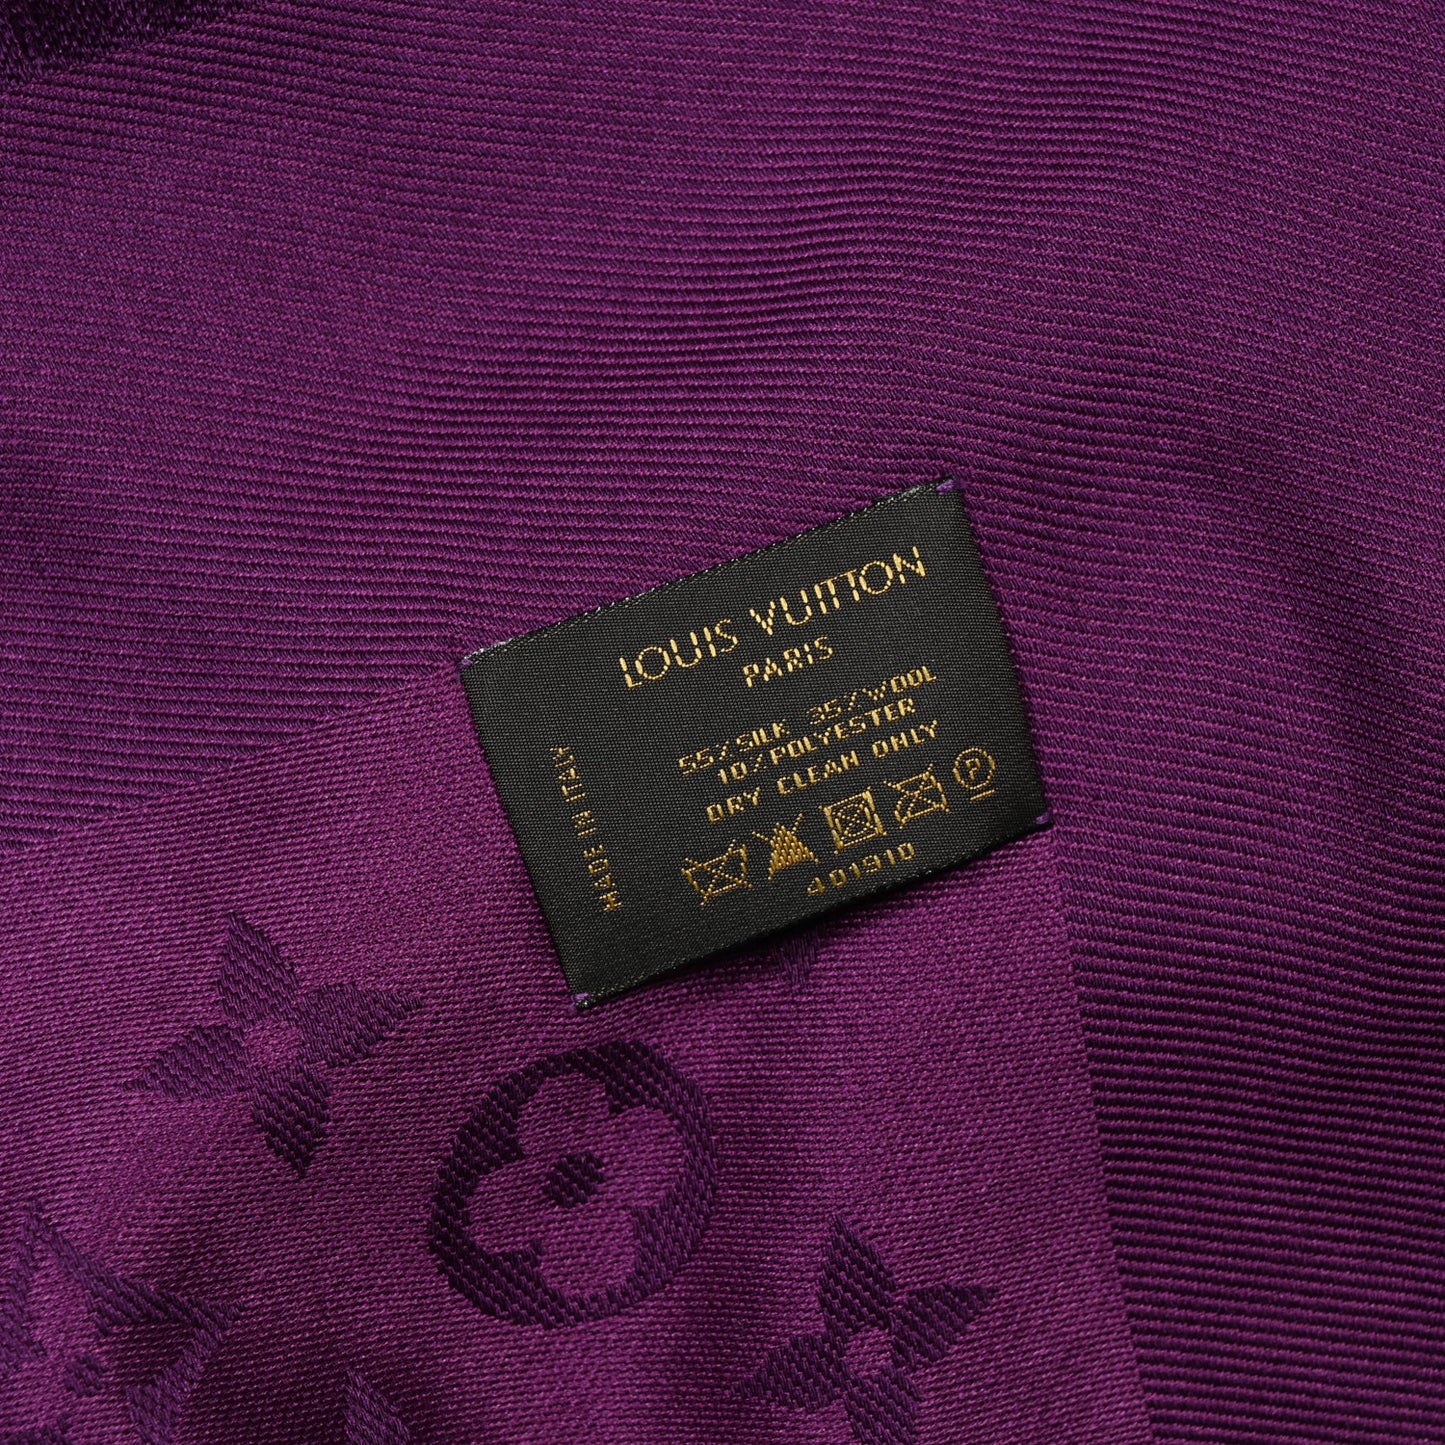 LOUIS VUITTON
PARIS
55/SILK 35/WOOL
10/POLYESTER
DRY CLEAN ONLY
P
401910
MADE IN ITALY